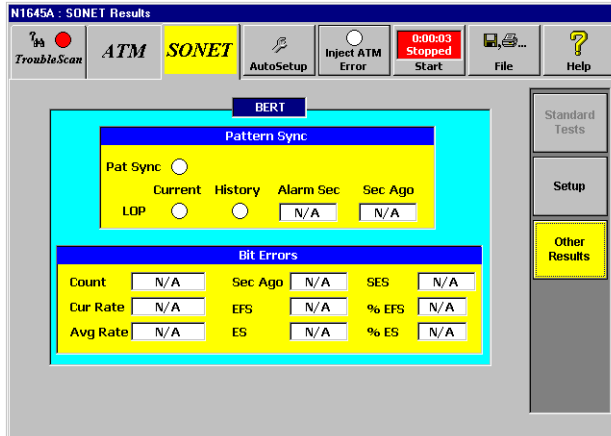 N1645A : SONET Results
TroubleScan
ATM
SONET
AutoSetup
Inject ATM
Error
0:00:03
Stopped
Start
File
Help
BERT
Pattern Sync
Pat Sync
Current History Alarm Sec Sec Ago
LOP N/A N/A
Bit Errors
Count N/A Sec Ago N/A SES N/A
Cur Rate N/A EFS N/A % EFS N/A
Avg Rate N/A ES N/A % ES N/A
Standard
Tests
Setup
Other
Results